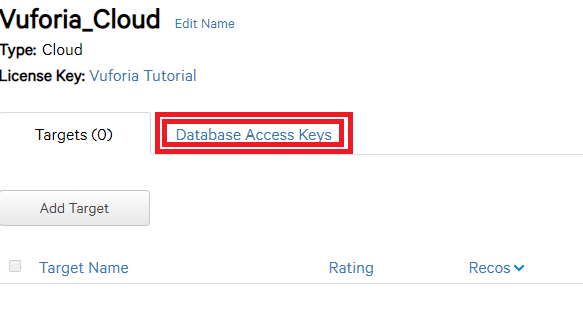 Vuforia_Cloud Edit Name
Type: Cloud
License Key: Vuforia Tutorial
Targets (0) Database Access Keys
Add Target
Target Name Rating Recos